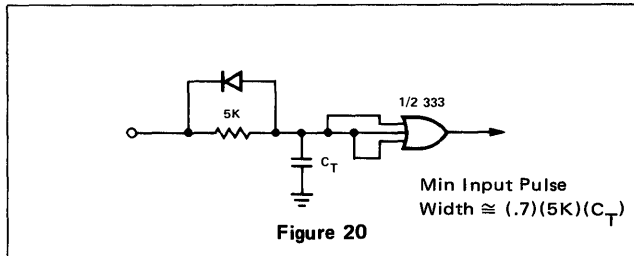 5K
1/2 333
C_T
Min Input Pulse
Width ≅ (.7)(5K)(C_T)
Figure 20